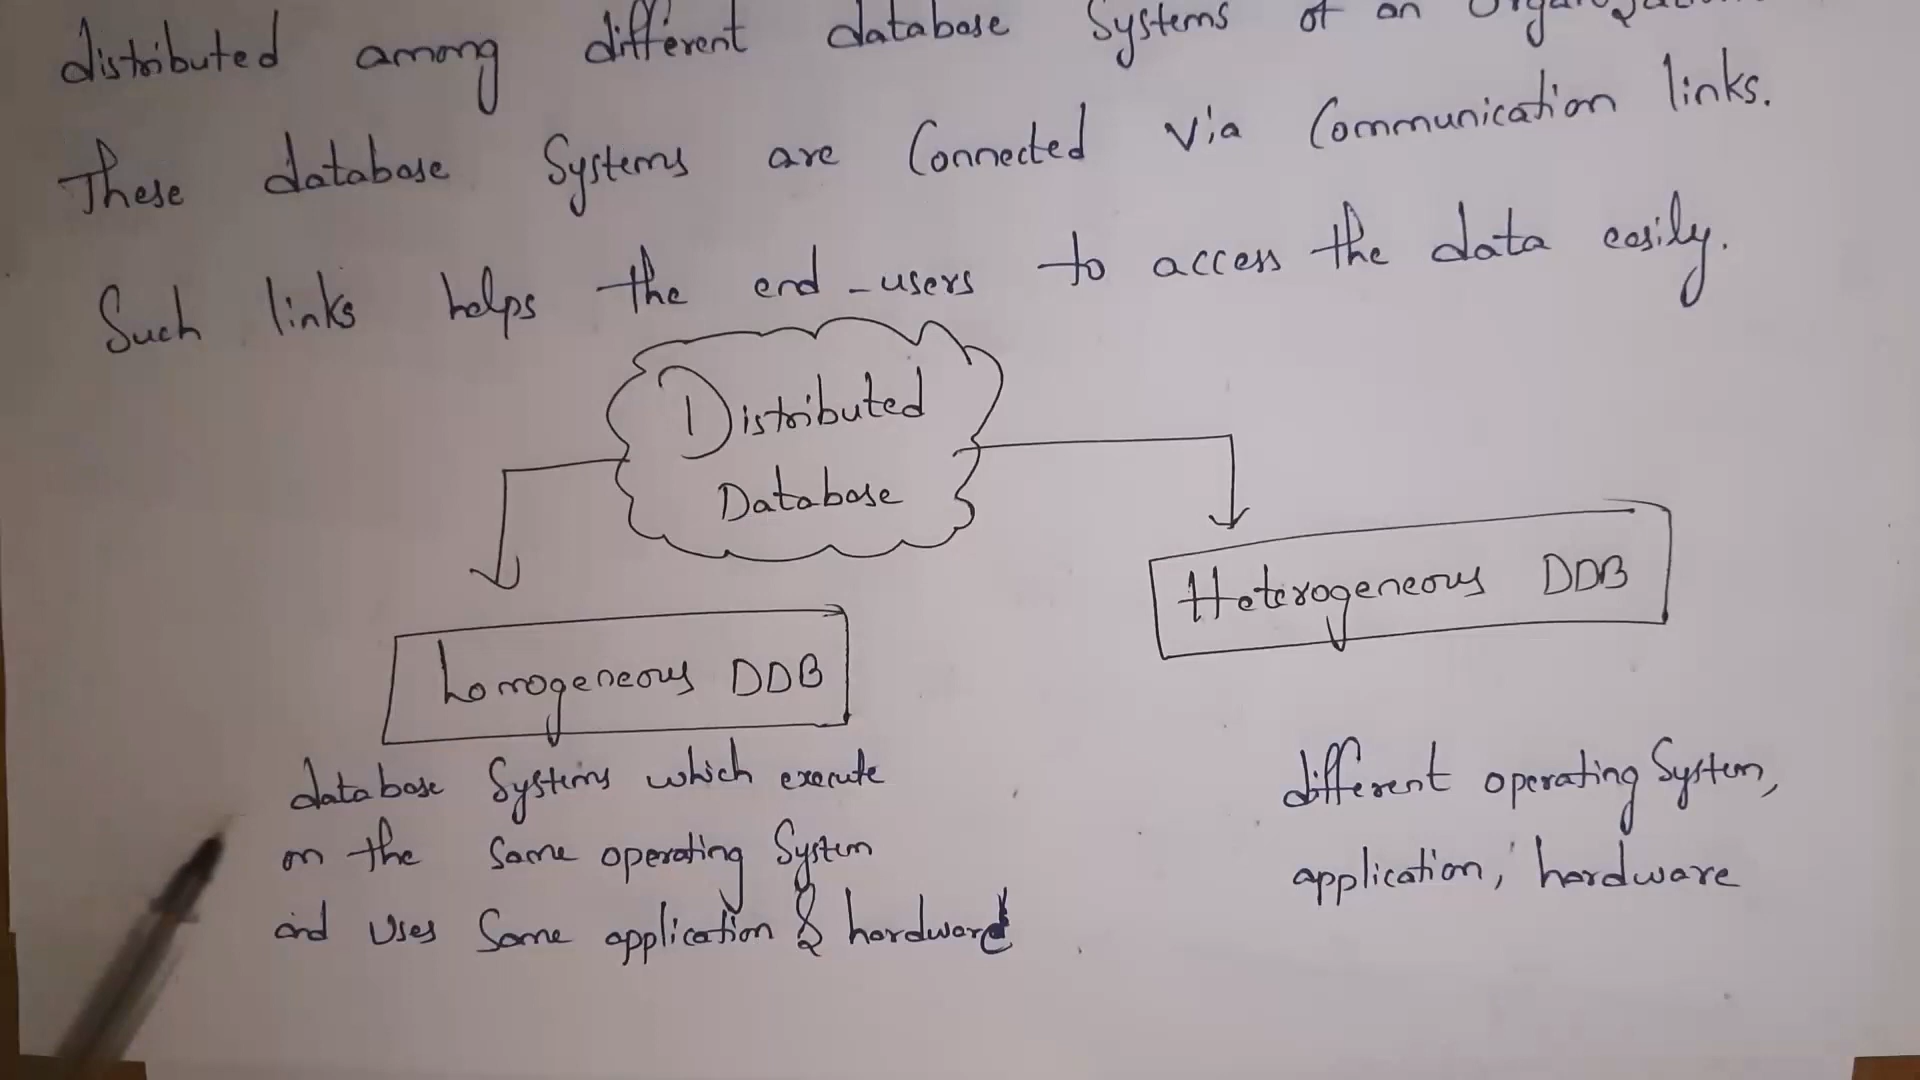 distributed among different database Systems of an Organization
These database Systems are Connected via Communication links.
Such links helps the end-users to access the data easily.
Distributed
Database
Heterogeneous DDB
homogeneous DDB
database Systems which execute
on the same operating System
and uses Same application & hardware
different operating System,
application, hardware